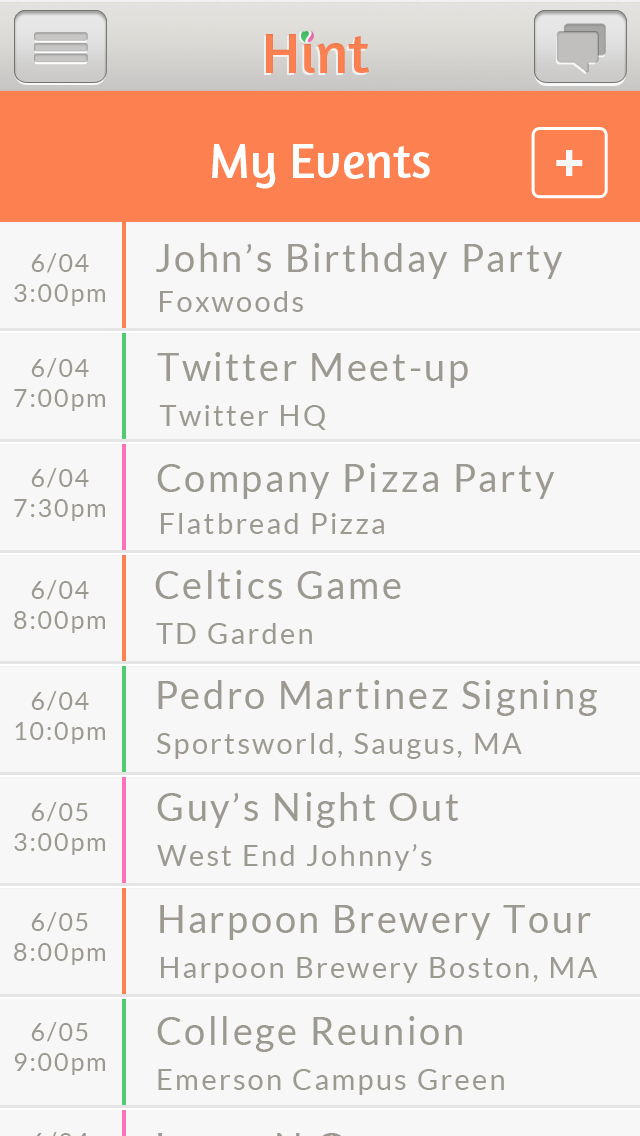 Hint
My Events
+
6/04
3:00pm
John’s Birthday Party
Foxwoods
6/04
7:00pm
Twitter Meet-up
Twitter HQ
6/04
7:30pm
Company Pizza Party
Flatbread Pizza
6/04
8:00pm
Celtics Game
TD Garden
6/04
10:0pm
Pedro Martinez Signing
Sportsworld, Saugus, MA
6/05
3:00pm
Guy’s Night Out
West End Johnny’s
6/05
8:00pm
Harpoon Brewery Tour
Harpoon Brewery Boston, MA
6/05
9:00pm
College Reunion
Emerson Campus Green